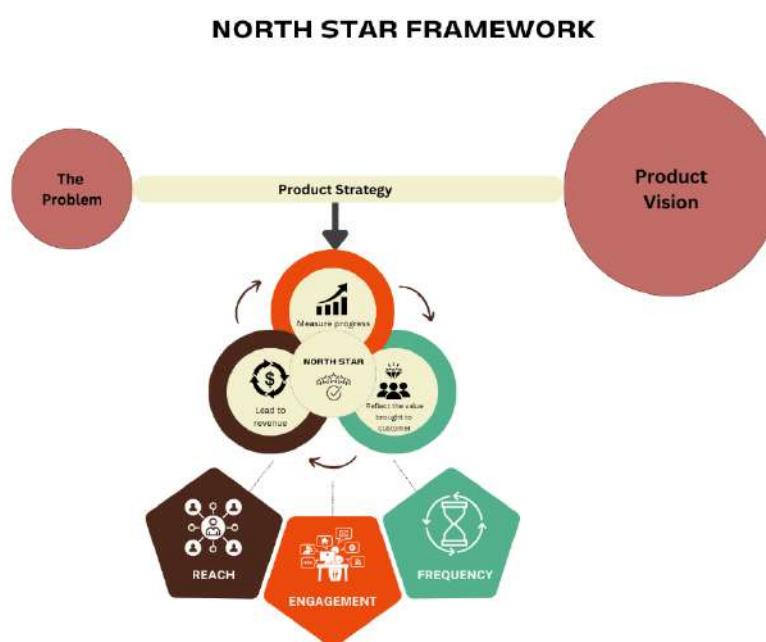 NORTH STAR FRAMEWORK
The
Problem
Product Strategy
Product
Vision
Measure progress
NORTH STAR
Lead to
revenue
Reflect the value
brought to
customer
REACH
ENGAGEMENT
FREQUENCY